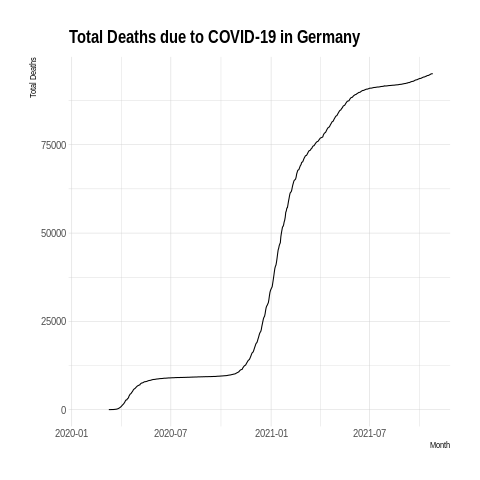 Total Deaths due to COVID-19 in Germany
Total Deaths
75000
50000
25000
0
2020-01 2020-07 2021-01 2021-07
Month